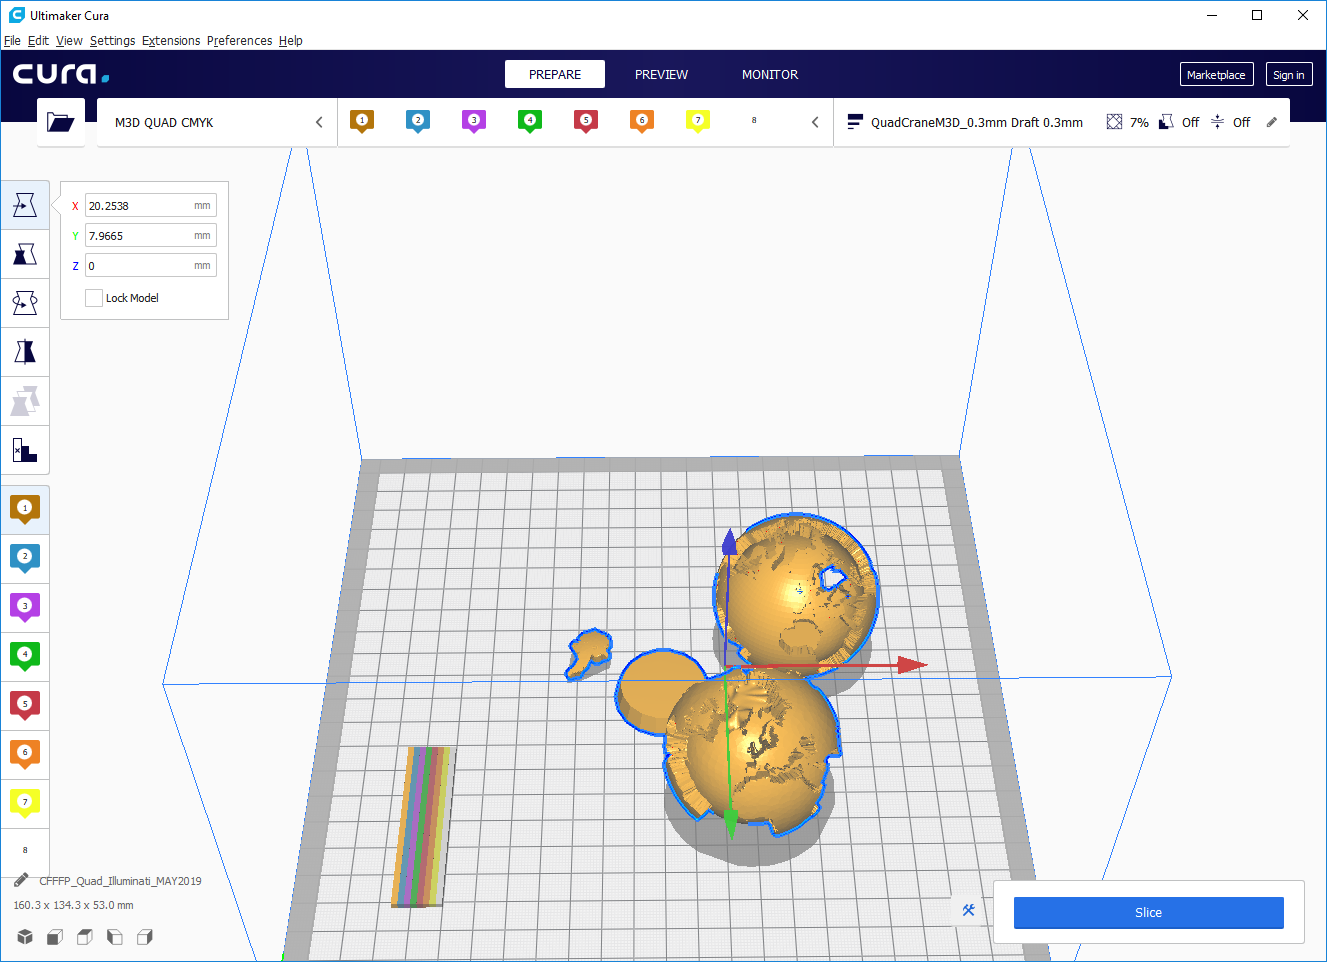 Ultimaker Cura
File Edit View Settings Extensions Preferences Help
cura.
PREPARE PREVIEW MONITOR
Marketplace Sign in
M3D QUAD CMYK
1 2 3 4 5 6 7 8
QuadCraneM3D_0.3mm Draft 0.3mm 7% Off Off
X 20.2538 mm
Y 7.9665 mm
Z 0 mm
Lock Model
1
2
3
4
5
6
7
8
CFFFP_Quad_Illuminati_MAY2019
160.3 x 134.3 x 53.0 mm
Slice